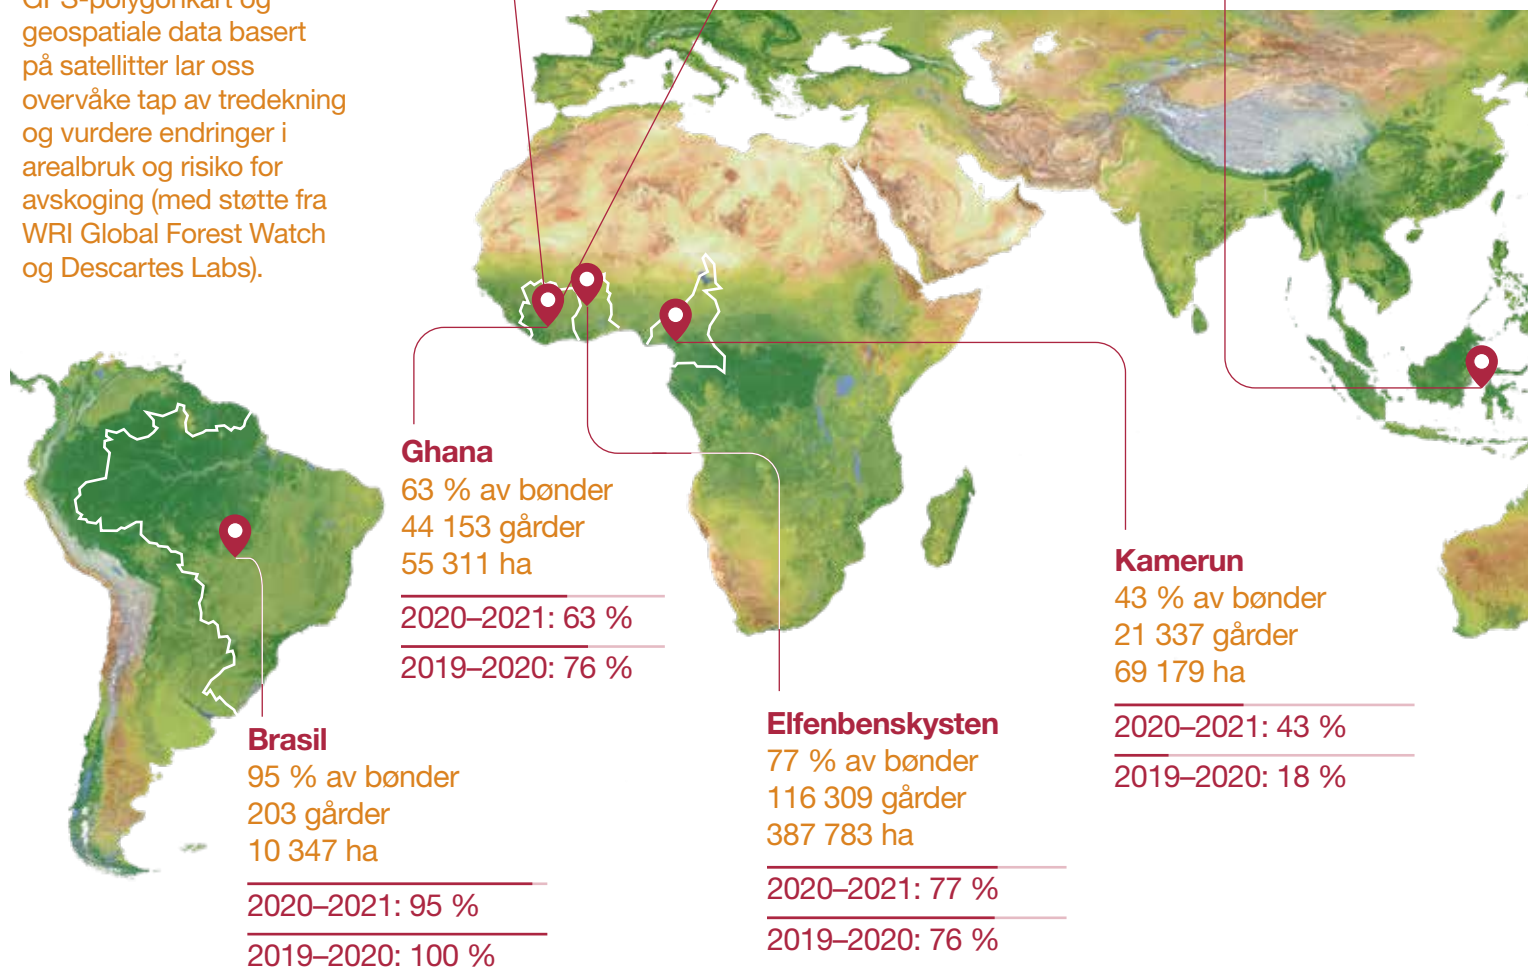 GPS-polygonkart og
geospatiale data basert
på satellitter lar oss
overvåke tap av tredekning
og vurdere endringer i
arealbruk og risiko for
avskoging (med støtte fra
WRI Global Forest Watch
og Descartes Labs).
Ghana
63 % av bønder
44 153 gårder
55 311 ha
2020–2021: 63 %
2019–2020: 76 %
Kamerun
43 % av bønder
21 337 gårder
69 179 ha
2020–2021: 43 %
2019–2020: 18 %
Brasil
95 % av bønder
203 gårder
10 347 ha
2020–2021: 95 %
2019–2020: 100 %
Elfenbenskysten
77 % av bønder
116 309 gårder
387 783 ha
2020–2021: 77 %
2019–2020: 76 %